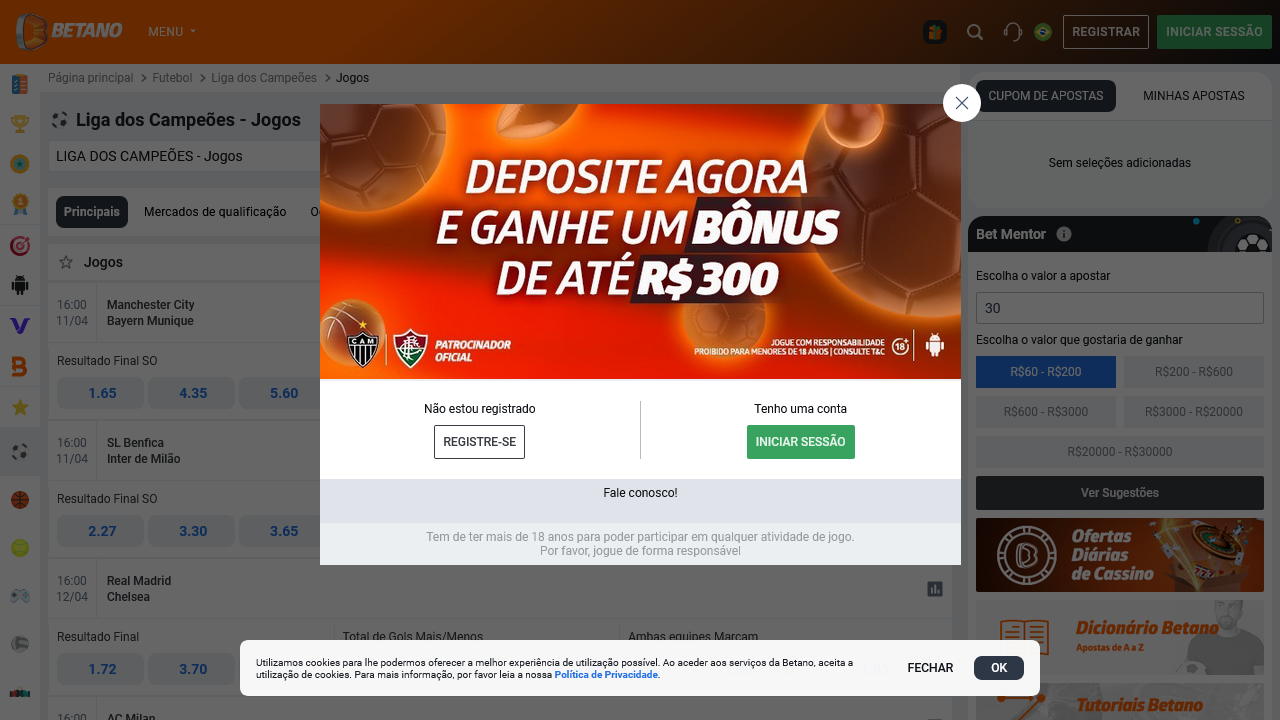 BETANO
MENU
REGISTRAR
INICIAR SESSÃO
Página principal
Futebol
Liga dos Campeões
Jogos
Liga dos Campeões - Jogos
LIGA DOS CAMPEÕES - Jogos
Principais
Mercados de qualificação
Jogos
16:00
11/04
Manchester City
Bayern Munique
Resultado Final SO
1.65
4.35
5.60
16:00
11/04
SL Benfica
Inter de Milão
Resultado Final SO
2.27
3.30
3.65
16:00
12/04
Real Madrid
Chelsea
Resultado Final
Total de Gols Mais/Menos
Ambas equipes Marcam
1.72
3.70
16:00
AC Milan
DEPOSITE AGORA
E GANHE UM BÔNUS
DE ATÉ R$ 300
CAM
PATROCINADOR
OFICIAL
JOGUE COM RESPONSABILIDADE
PROIBIDO PARA MENORES DE 18 ANOS | CONSULTE T&C
18+
Não estou registrado
REGISTRE-SE
Tenho uma conta
INICIAR SESSÃO
Fale conosco!
Tem de ter mais de 18 anos para poder participar em qualquer atividade de jogo.
Por favor, jogue de forma responsável
CUPOM DE APOSTAS
MINHAS APOSTAS
Sem seleções adicionadas
Bet Mentor
Escolha o valor a apostar
30
Escolha o valor que gostaria de ganhar
R$60 - R$200
R$200 - R$600
R$600 - R$3000
R$3000 - R$20000
R$20000 - R$30000
Ver Sugestões
Ofertas
Diárias
de Cassino
Dicionário Betano
Apostas de A a Z
Tutoriais Betano
Utilizamos cookies para lhe podermos oferecer a melhor experiência de utilização possível. Ao aceder aos serviços da Betano, aceita a
utilização de cookies. Para mais informação, por favor leia a nossa Política de Privacidade.
FECHAR
OK